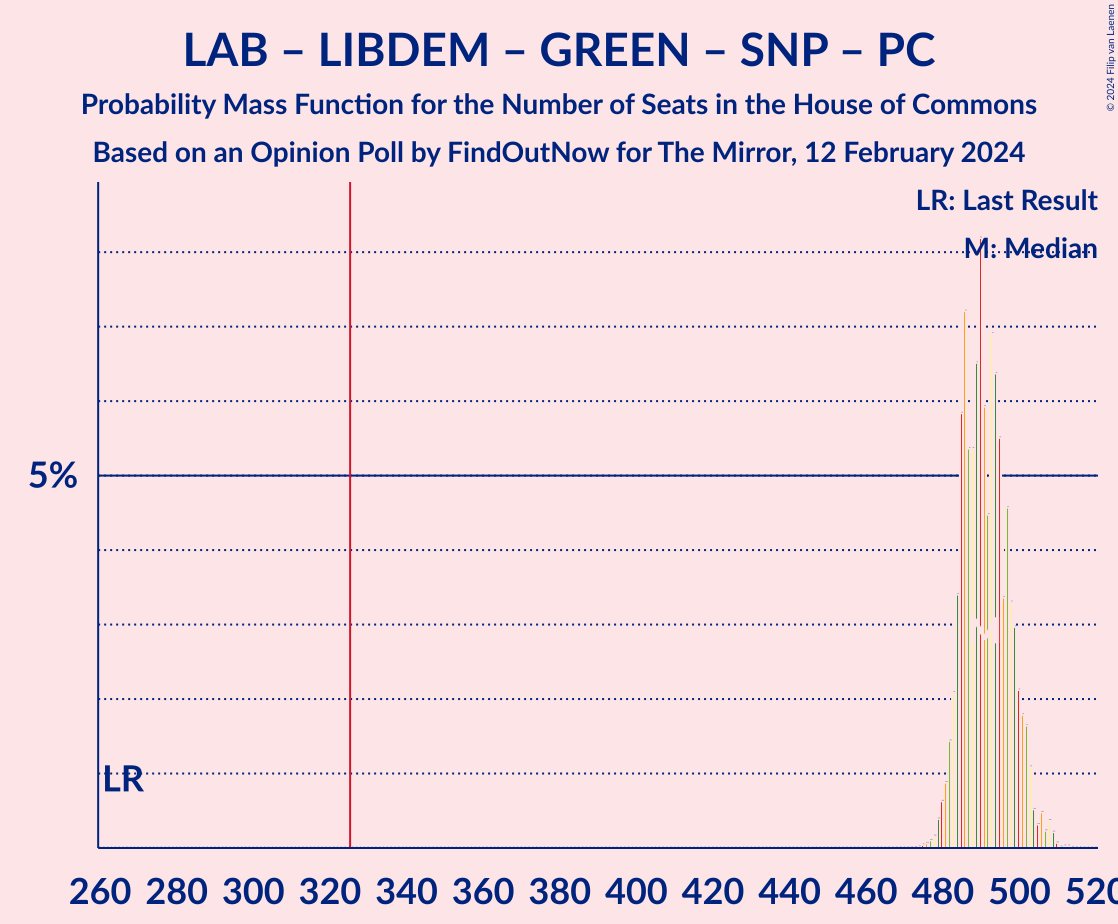 LAB – LIBDEM – GREEN – SNP – PC
Probability Mass Function for the Number of Seats in the House of Commons
Based on an Opinion Poll by FindOutNow for The Mirror, 12 February 2024
© 2024 Filip van Laenen
LR: Last Result
M: Median
5%
LR
260 280 300 320 340 360 380 400 420 440 460 480 500 520